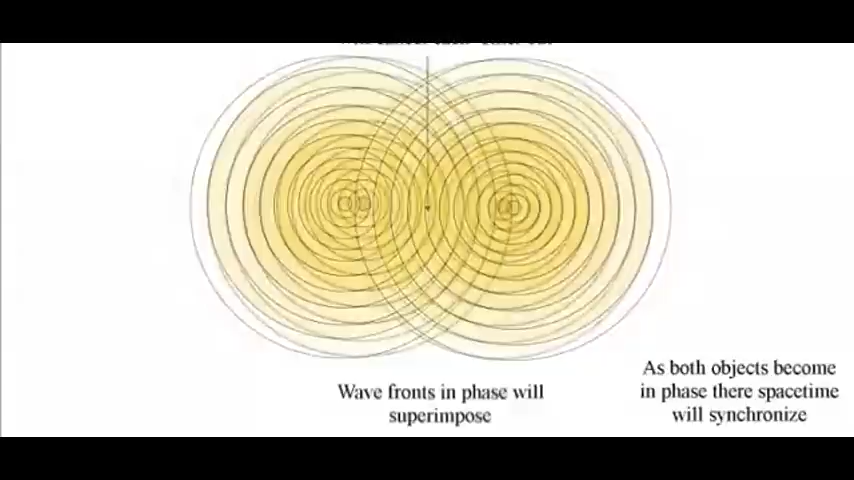 Wave fronts in phase will
superimpose
As both objects become
in phase there spacetime
will synchronize